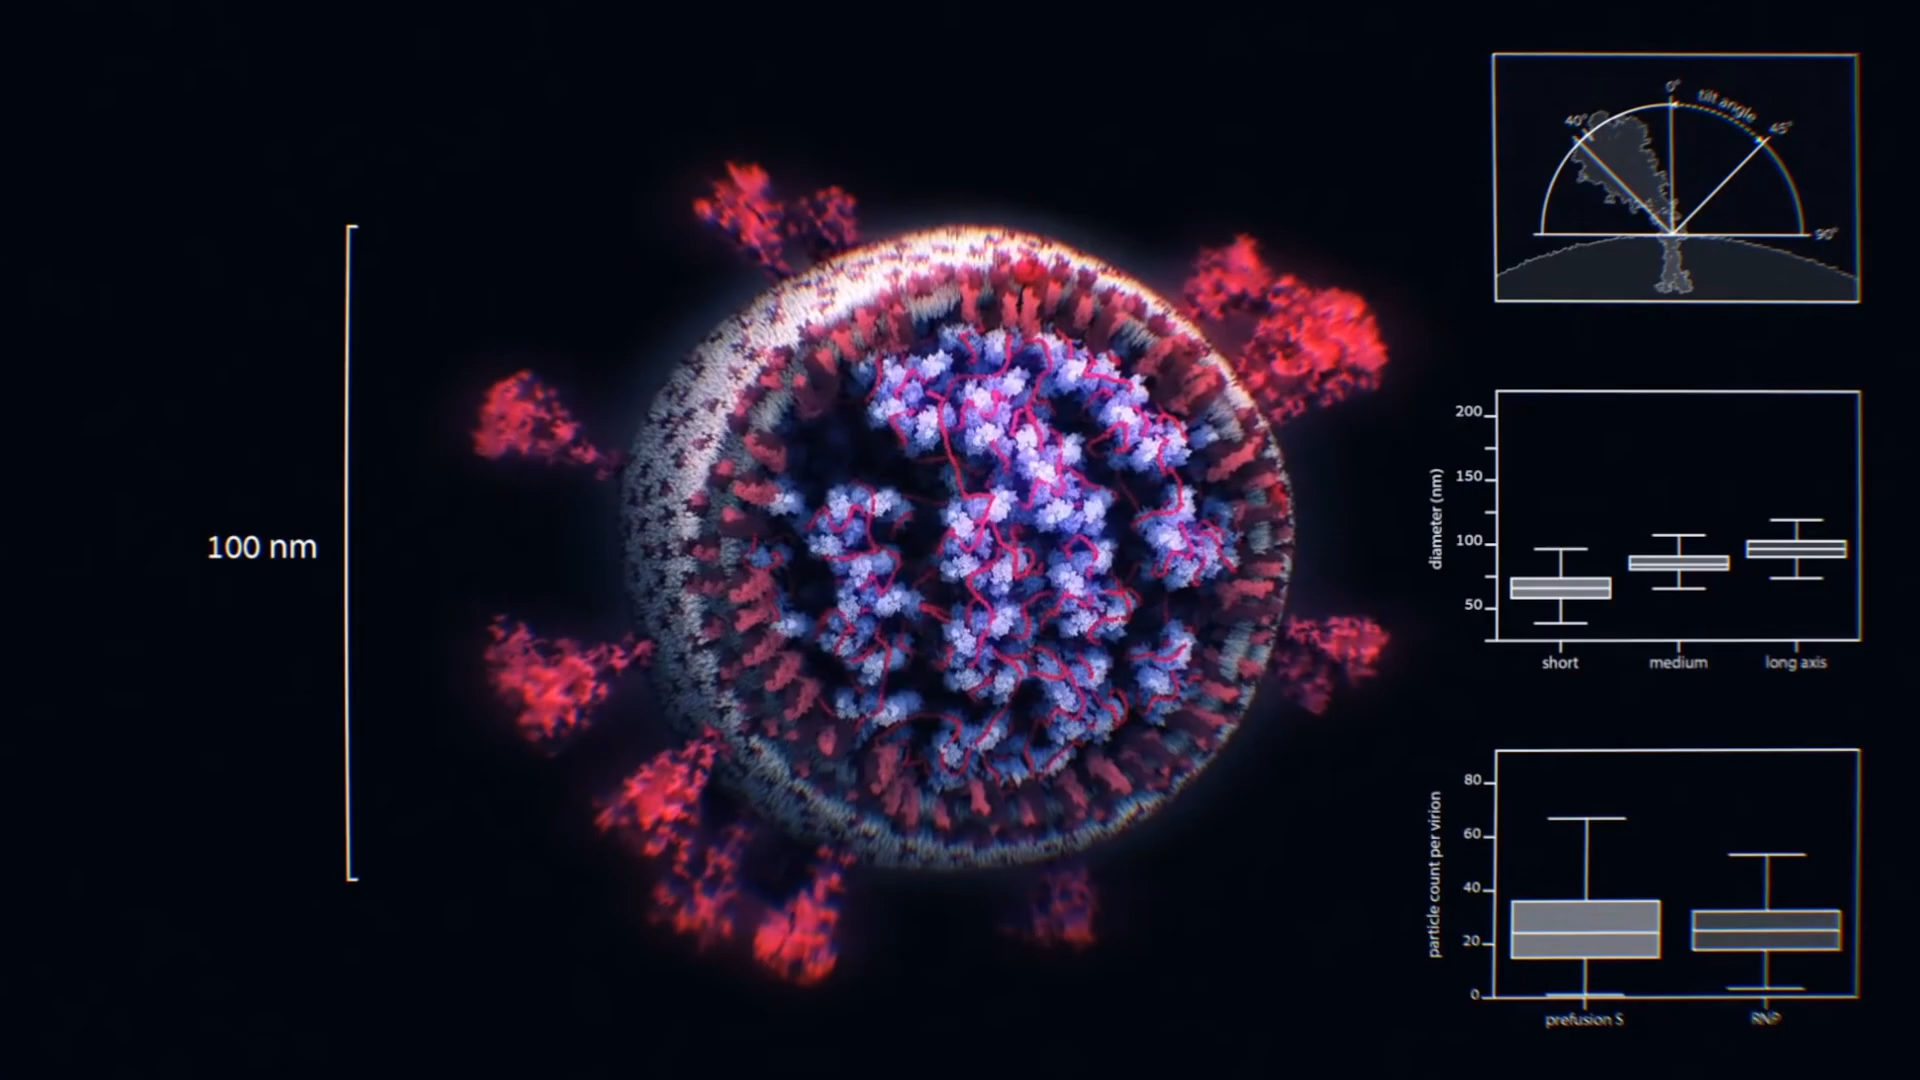 100 nm
0°
tilt angle
40°
45°
90°
200
150
100
50
diameter (nm)
short
medium
long axis
80
60
40
20
0
particle count per virion
prefusion S
RNP